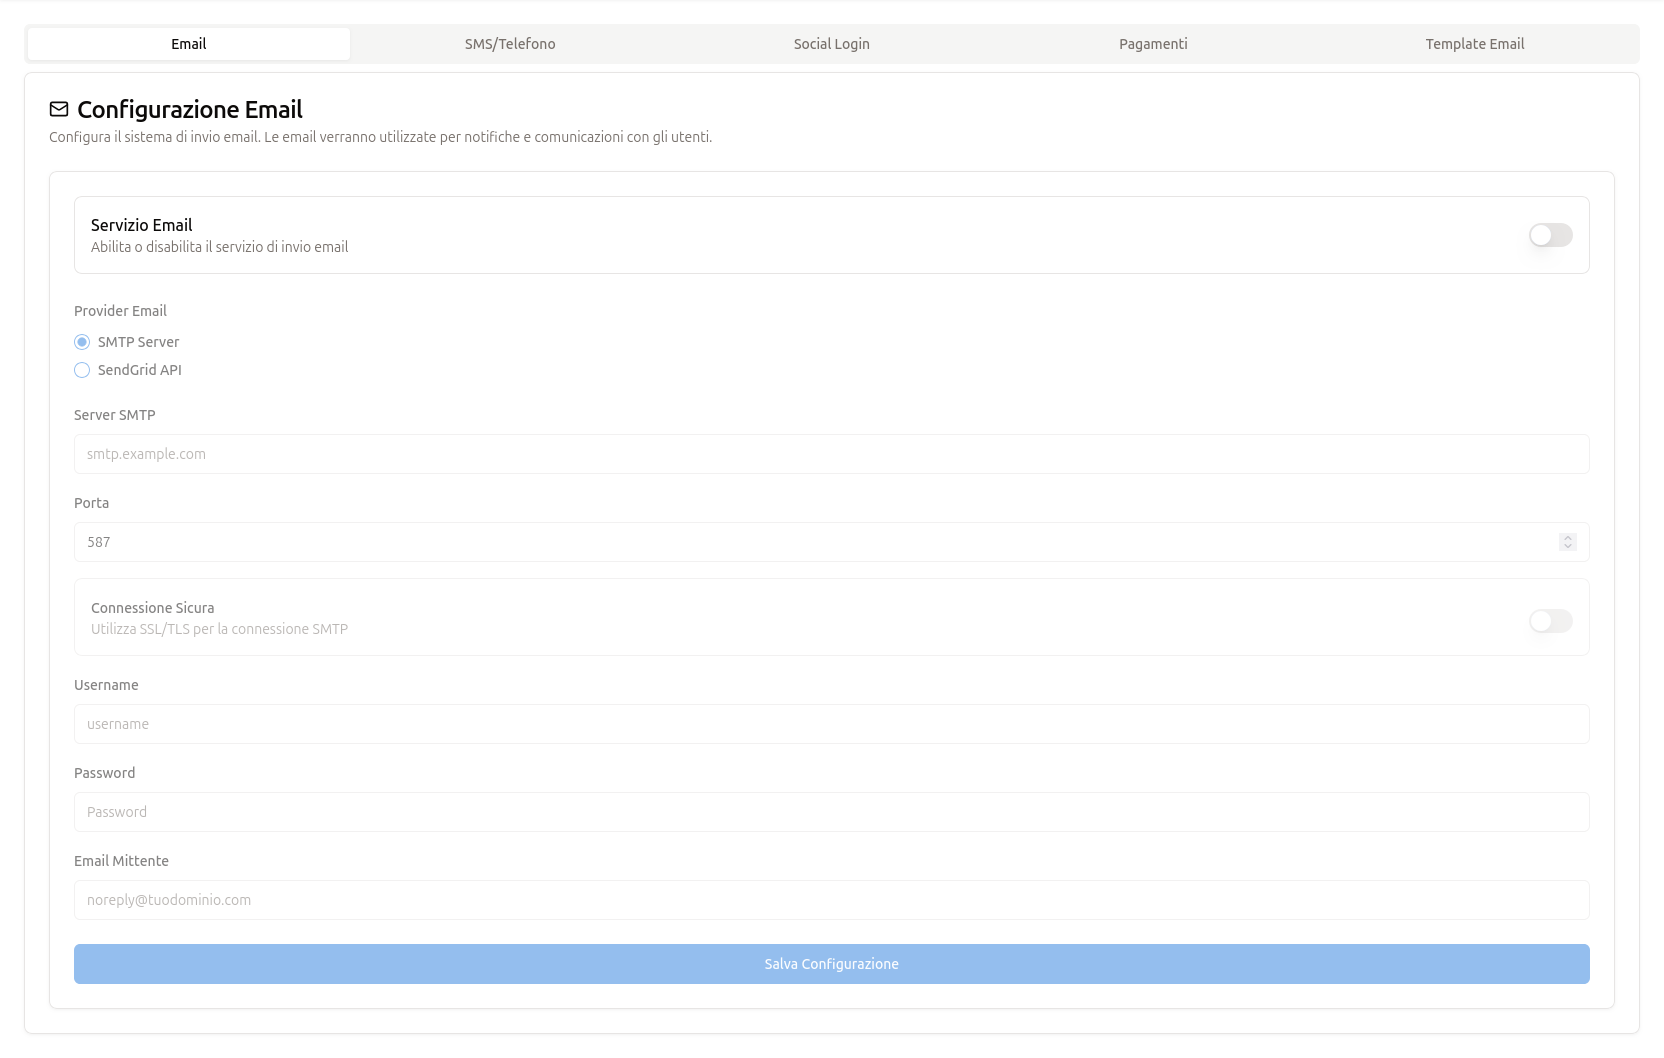 Email
SMS/Telefono
Social Login
Pagamenti
Template Email
Configurazione Email
Configura il sistema di invio email. Le email verranno utilizzate per notifiche e comunicazioni con gli utenti.
Servizio Email
Abilita o disabilita il servizio di invio email
Provider Email
SMTP Server
SendGrid API
Server SMTP
smtp.example.com
Porta
587
Connessione Sicura
Utilizza SSL/TLS per la connessione SMTP
Username
username
Password
Password
Email Mittente
noreply@tuodominio.com
Salva Configurazione